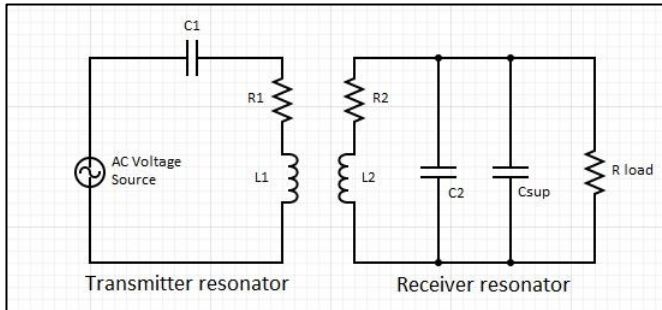 C1
R1
R2
AC Voltage
Source
L1
L2
C2
Csup
R load
Transmitter resonator
Receiver resonator